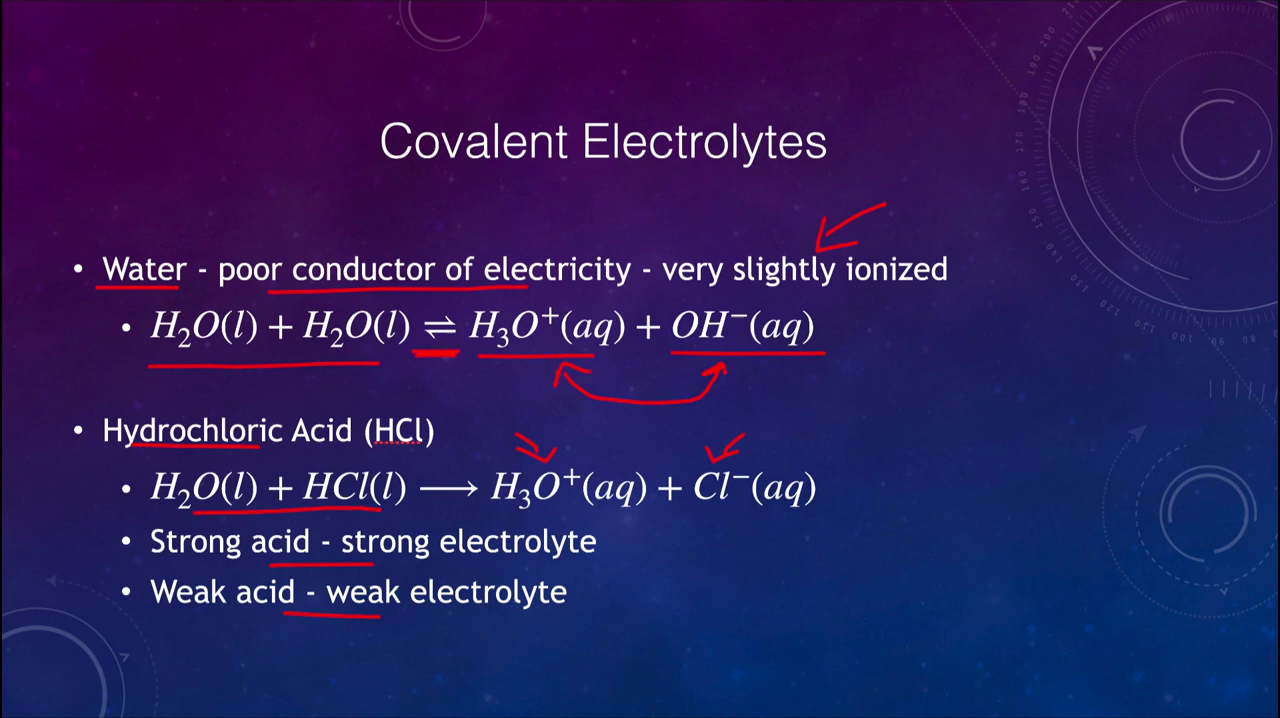 Covalent Electrolytes
• Water - poor conductor of electricity - very slightly ionized
• H₂O(l) + H₂O(l) ⇌ H₃O⁺(aq) + OH⁻(aq)
• Hydrochloric Acid (HCl)
• H₂O(l) + HCl(l) ⟶ H₃O⁺(aq) + Cl⁻(aq)
• Strong acid - strong electrolyte
• Weak acid - weak electrolyte